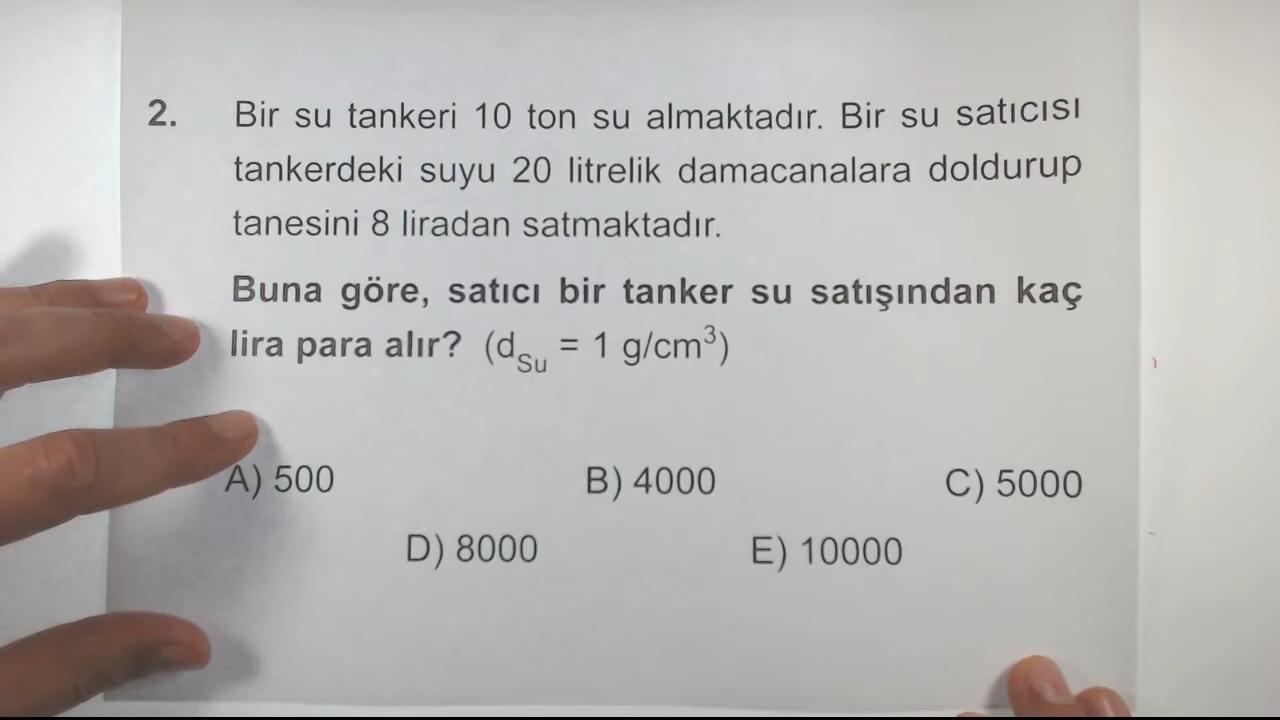 2. Bir su tankeri 10 ton su almaktadır. Bir su satıcısı
tankerdeki suyu 20 litrelik damacanalara doldurup
tanesini 8 liradan satmaktadır.
Buna göre, satıcı bir tanker su satışından kaç
lira para alır? (dSu = 1 g/cm³)
A) 500 B) 4000 C) 5000
D) 8000 E) 10000